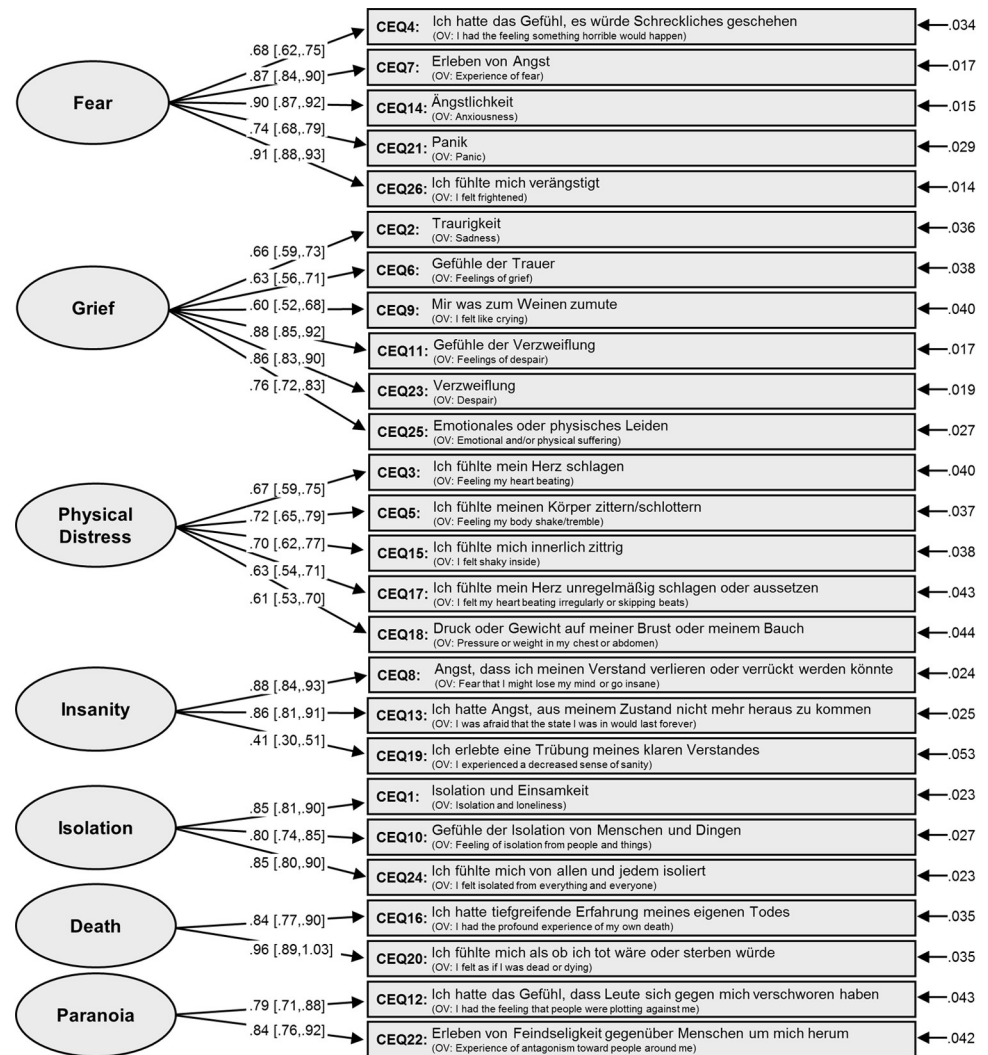 CEQ4: Ich hatte das Gefühl, es würde Schreckliches geschehen
(OV: I had the feeling something horrible would happen)
.034
.68 [.62,.75]
CEQ7: Erleben von Angst
(OV: Experience of fear)
.017
.87 [.84,.90]
Fear
CEQ14: Ängstlichkeit
(OV: Anxiousness)
.015
.90 [.87,.92]
CEQ21: Panik
(OV: Panic)
.029
.74 [.68,.79]
CEQ26: Ich fühlte mich verängstigt
(OV: I felt frightened)
.014
.91 [.88,.93]
CEQ2: Traurigkeit
(OV: Sadness)
.036
.66 [.59,.73]
CEQ6: Gefühle der Trauer
(OV: Feelings of grief)
.038
.63 [.56,.71]
Grief
CEQ9: Mir was zum Weinen zumute
(OV: I felt like crying)
.040
.60 [.52,.68]
CEQ11: Gefühle der Verzweiflung
(OV: Feelings of despair)
.017
.88 [.85,.92]
CEQ23: Verzweiflung
(OV: Despair)
.019
.86 [.83,.90]
CEQ25: Emotionales oder physisches Leiden
(OV: Emotional and/or physical suffering)
.027
.76 [.72,.83]
CEQ3: Ich fühlte mein Herz schlagen
(OV: Feeling my heart beating)
.040
.67 [.59,.75]
CEQ5: Ich fühlte meinen Körper zittern/schlottern
(OV: Feeling my body shake/tremble)
.037
.72 [.65,.79]
Physical
Distress
CEQ15: Ich fühlte mich innerlich zittrig
(OV: I felt shaky inside)
.038
.70 [.62,.77]
CEQ17: Ich fühlte mein Herz unregelmäßig schlagen oder aussetzen
(OV: I felt my heart beating irregularly or skipping beats)
.043
.63 [.54,.71]
CEQ18: Druck oder Gewicht auf meiner Brust oder meinem Bauch
(OV: Pressure or weight in my chest or abdomen)
.044
.61 [.53,.70]
CEQ8: Angst, dass ich meinen Verstand verlieren oder verrückt werden könnte
(OV: Fear that I might lose my mind or go insane)
.024
.88 [.84,.93]
Insanity
CEQ13: Ich hatte Angst, aus meinem Zustand nicht mehr heraus zu kommen
(OV: I was afraid that the state I was in would last forever)
.025
.86 [.81,.91]
CEQ19: Ich erlebte eine Trübung meines klaren Verstandes
(OV: I experienced a decreased sense of sanity)
.053
.41 [.30,.51]
CEQ1: Isolation und Einsamkeit
(OV: Isolation and loneliness)
.023
.85 [.81,.90]
Isolation
CEQ10: Gefühle der Isolation von Menschen und Dingen
(OV: Feeling of isolation from people and things)
.027
.80 [.74,.85]
CEQ24: Ich fühlte mich von allen und jedem isoliert
(OV: I felt isolated from everything and everyone)
.023
.85 [.80,.90]
CEQ16: Ich hatte tiefgreifende Erfahrung meines eigenen Todes
(OV: I had the profound experience of my own death)
.035
.84 [.77,.90]
Death
CEQ20: Ich fühlte mich als ob ich tot wäre oder sterben würde
(OV: I felt as if I was dead or dying)
.035
.96 [.89,1.03]
CEQ12: Ich hatte das Gefühl, dass Leute sich gegen mich verschworen haben
(OV: I had the feeling that people were plotting against me)
.043
.79 [.71,.88]
Paranoia
CEQ22: Erleben von Feindseligkeit gegenüber Menschen um mich herum
(OV: Experience of antagonism toward people around me)
.042
.84 [.76,.92]